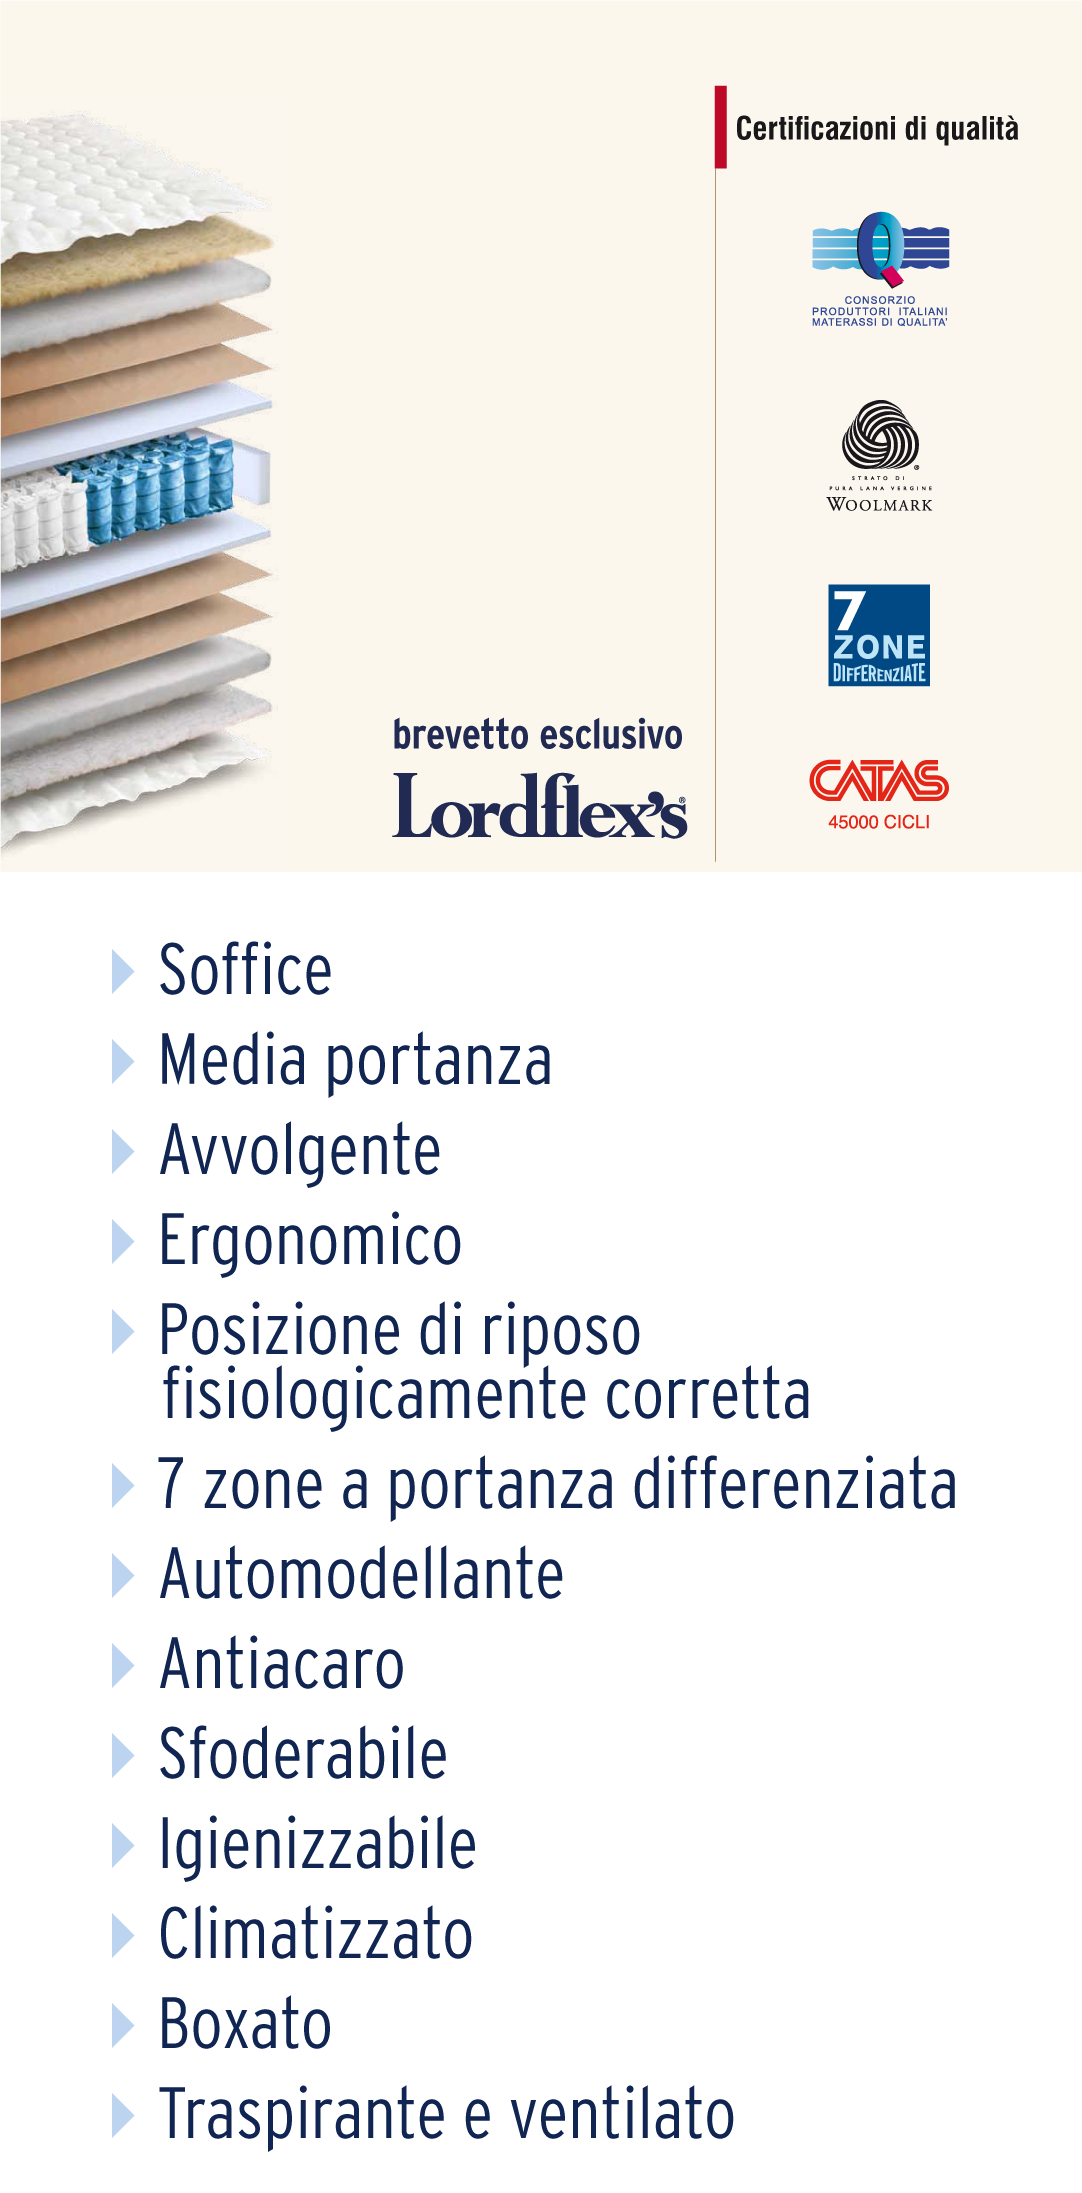 Certificazioni di qualità
Q
CONSORZIO
PRODUTTORI ITALIANI
MATERASSI DI QUALITA'
STRATO DI
PURA LANA VERGINE
WOOLMARK
7
ZONE
DIFFERENZIATE
brevetto esclusivo
Lordflex's®
CATAS
45000 CICLI
Soffice
Media portanza
Avvolgente
Ergonomico
Posizione di riposo
fisiologicamente corretta
7 zone a portanza differenziata
Automodellante
Antiacaro
Sfoderabile
Igienizzabile
Climatizzato
Boxato
Traspirante e ventilato